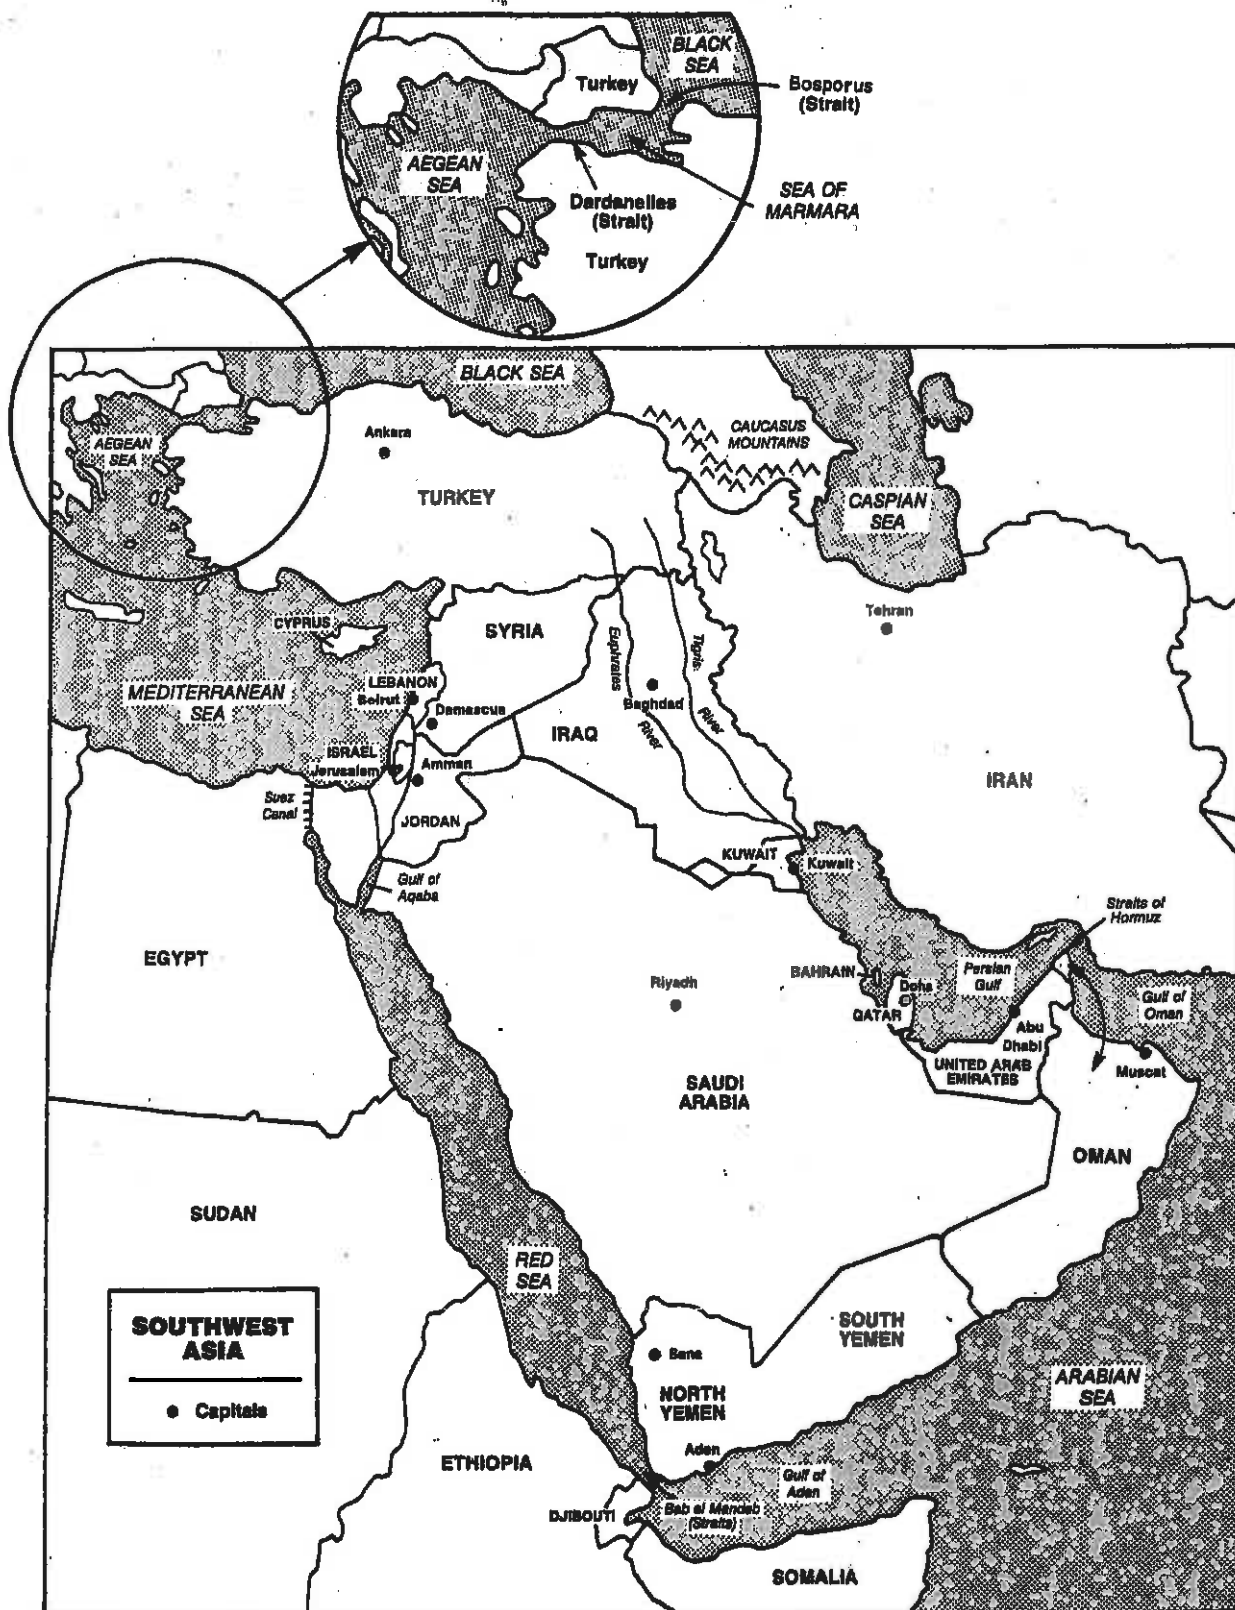 BLACK
SEA
Turkey
Bosporus
(Strait)
AEGEAN
SEA
SEA OF
MARMARA
Dardanelles
(Strait)
Turkey
BLACK SEA
CAUCASUS
MOUNTAINS
Ankara
AEGEAN
SEA
TURKEY
CASPIAN
SEA
Tehran
CYPRUS
SYRIA
Euphrates
River
Tigris
River
LEBANON
Beirut
MEDITERRANEAN
SEA
Damascus
Baghdad
IRAQ
ISRAEL
Jerusalem
Amman
IRAN
Suez
Canal
JORDAN
KUWAIT
Kuwait
Gulf of
Aqaba
Straits of
Hormuz
EGYPT
BAHRAIN
Persian
Gulf
Riyadh
Doha
QATAR
Gulf of
Oman
Abu
Dhabi
UNITED ARAB
EMIRATES
Muscat
SAUDI
ARABIA
OMAN
SUDAN
RED
SEA
SOUTHWEST
ASIA
Capitals
SOUTH
YEMEN
Sana
NORTH
YEMEN
ARABIAN
SEA
Aden
ETHIOPIA
Gulf of
Aden
DJIBOUTI
Bab el Mandab
(Straits)
SOMALIA